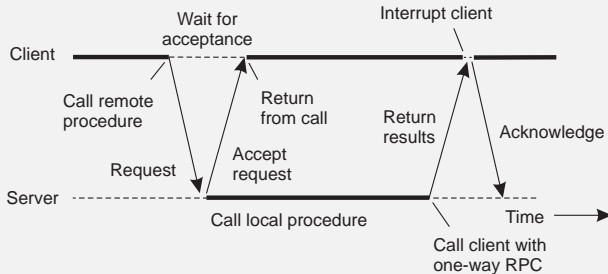 Interrupt client
Wait for
acceptance
Client
Call remote
procedure
Return
from call
Return
results
Acknowledge
Request
Accept
request
Server
Call local procedure
Time
Call client with
one-way RPC